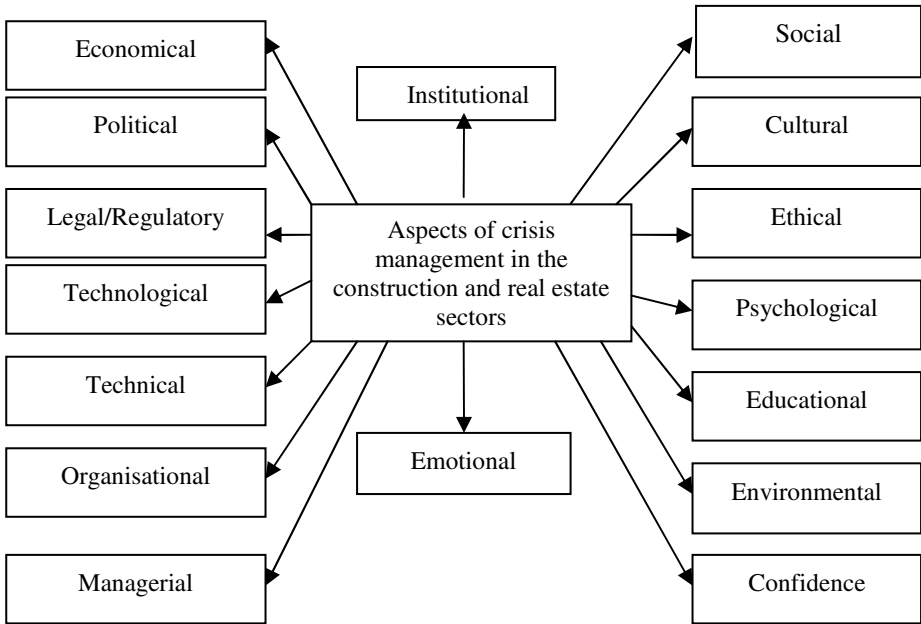 Economical
Political
Legal/Regulatory
Technological
Technical
Organisational
Managerial
Institutional
Aspects of crisis
management in the
construction and real estate
sectors
Emotional
Social
Cultural
Ethical
Psychological
Educational
Environmental
Confidence